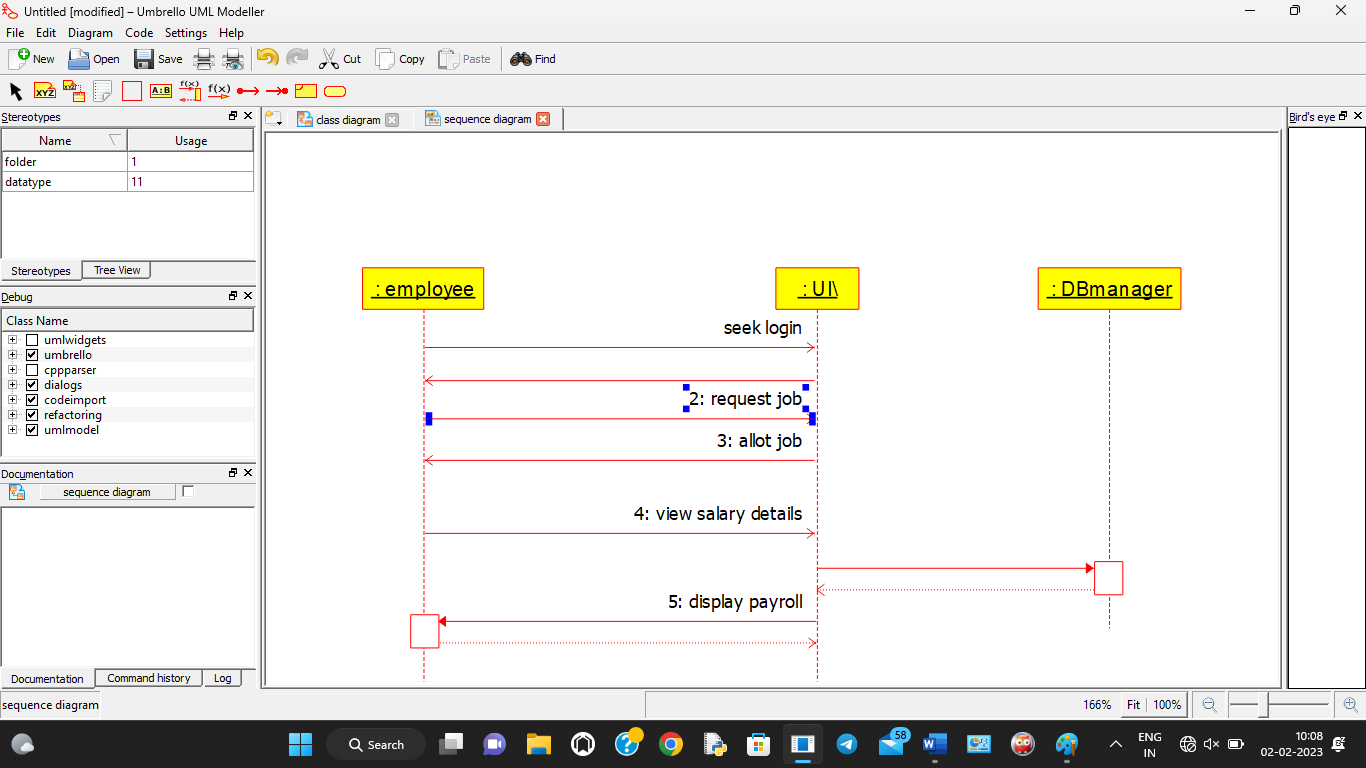 Untitled [modified] – Umbrello UML Modeller
File Edit Diagram Code Settings Help
New Open Save Cut Copy Paste Find
XYZ XYZ A:B f(x) f(x)
Stereotypes
Name Usage
folder 1
datatype 11
Stereotypes Tree View
Debug
Class Name
umlwidgets
umbrello
cppparser
dialogs
codeimport
refactoring
umlmodel
Documentation
sequence diagram
Documentation Command history Log
class diagram sequence diagram
: employee : UI\ : DBmanager
seek login
2: request job
3: allot job
4: view salary details
5: display payroll
Bird's eye
sequence diagram 166% Fit 100%
Search 58 W ENG
IN
10:08
02-02-2023